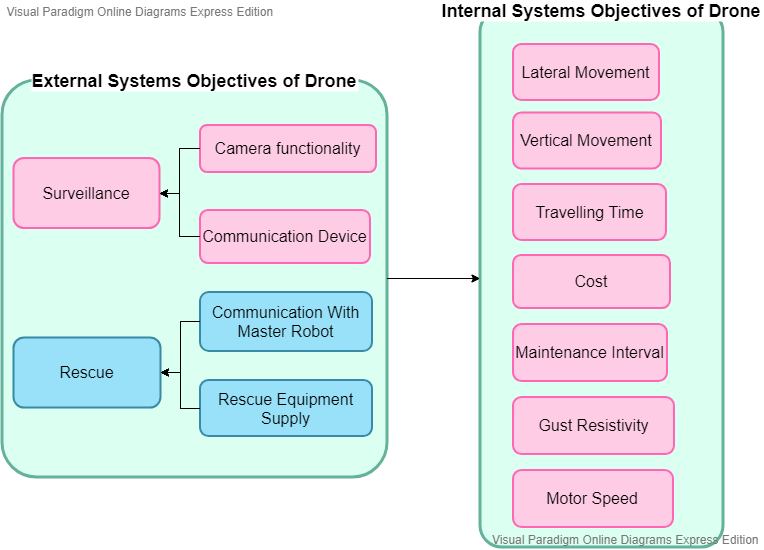 Visual Paradigm Online Diagrams Express Edition
Internal Systems Objectives of Drone
External Systems Objectives of Drone
Surveillance
Camera functionality
Communication Device
Rescue
Communication With
Master Robot
Rescue Equipment
Supply
Lateral Movement
Vertical Movement
Travelling Time
Cost
Maintenance Interval
Gust Resistivity
Motor Speed
Visual Paradigm Online Diagrams Express Edition